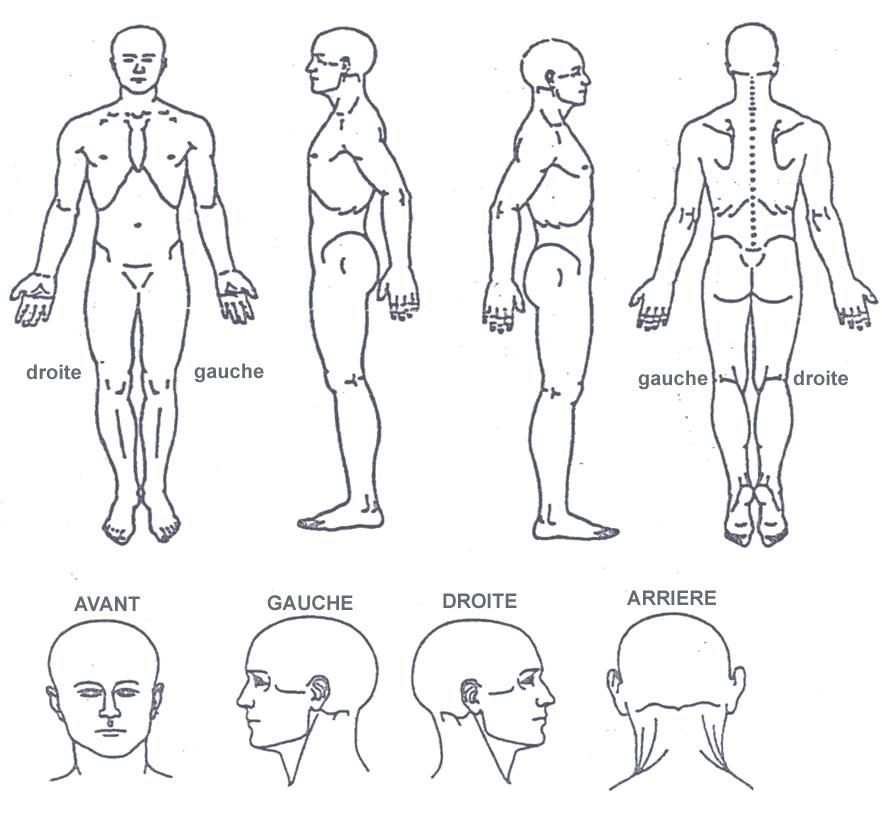 droite
gauche
gauche
droite
AVANT
GAUCHE
DROITE
ARRIERE